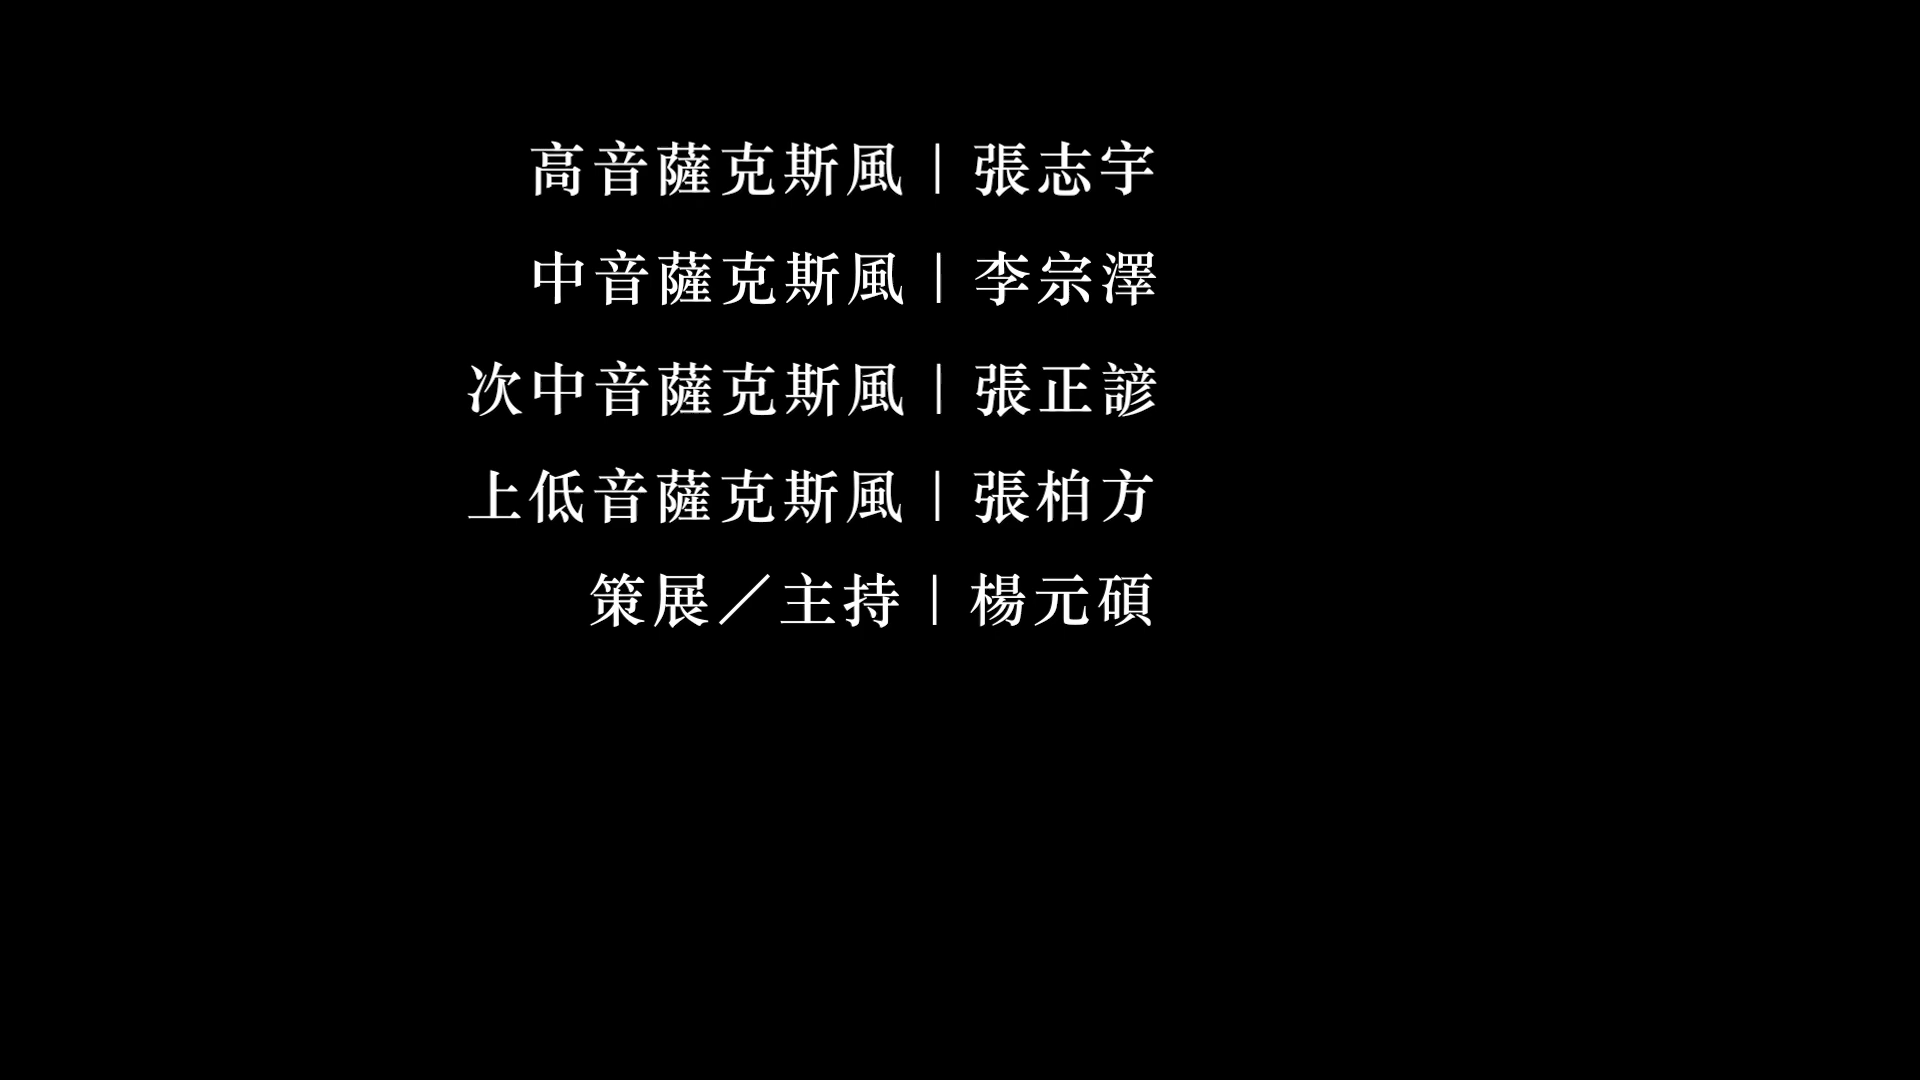 高音薩克斯風｜張志宇
中音薩克斯風｜李宗澤
次中音薩克斯風｜張正諺
上低音薩克斯風｜張柏方
策展／主持｜楊元碩